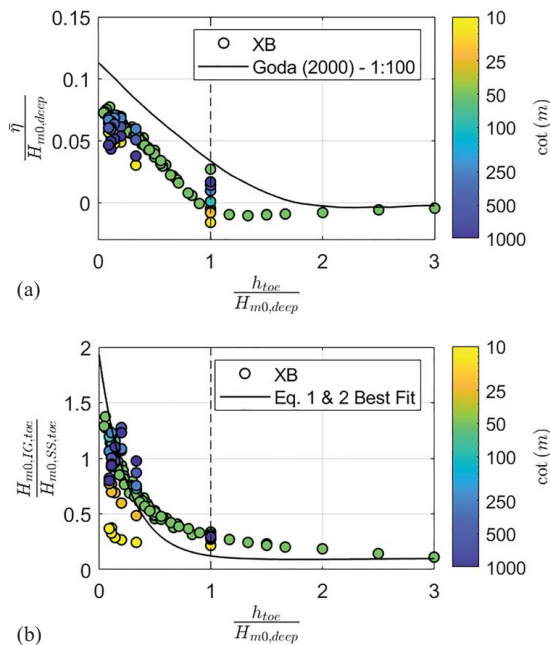 (a)
0.15
0.1
0.05
0
η̄
H_{m0,deep}
XB
Goda (2000) - 1:100
0 1 2 3
h_{toe}
H_{m0,deep}
10
25
50
100
250
500
1000
cot (m)
(b)
2
1.5
1
0.5
0
H_{m0,IG,toe}
H_{m0,SS,toe}
XB
Eq. 1 & 2 Best Fit
0 1 2 3
h_{toe}
H_{m0,deep}
10
25
50
100
250
500
1000
cot (m)